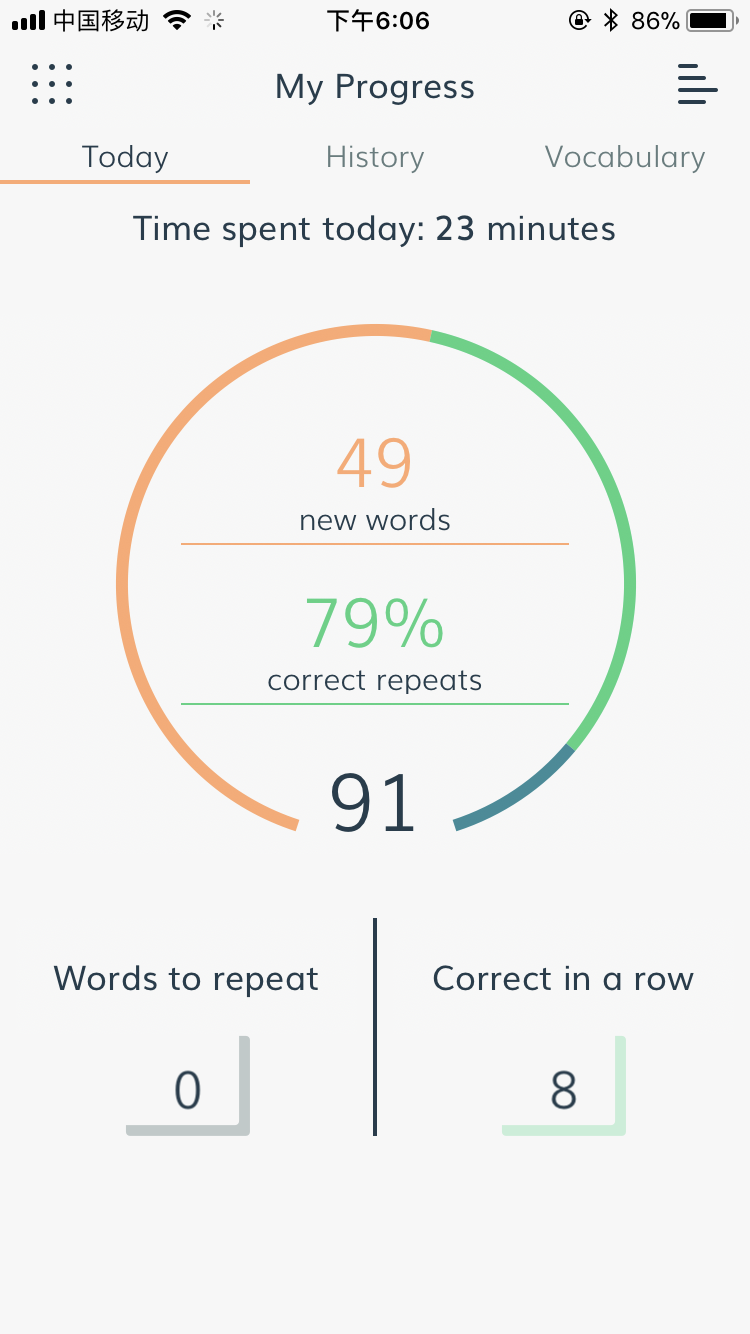 中国移动 下午6:06 86%
My Progress
Today History Vocabulary
Time spent today: 23 minutes
49
new words
79%
correct repeats
91
Words to repeat Correct in a row
0 8